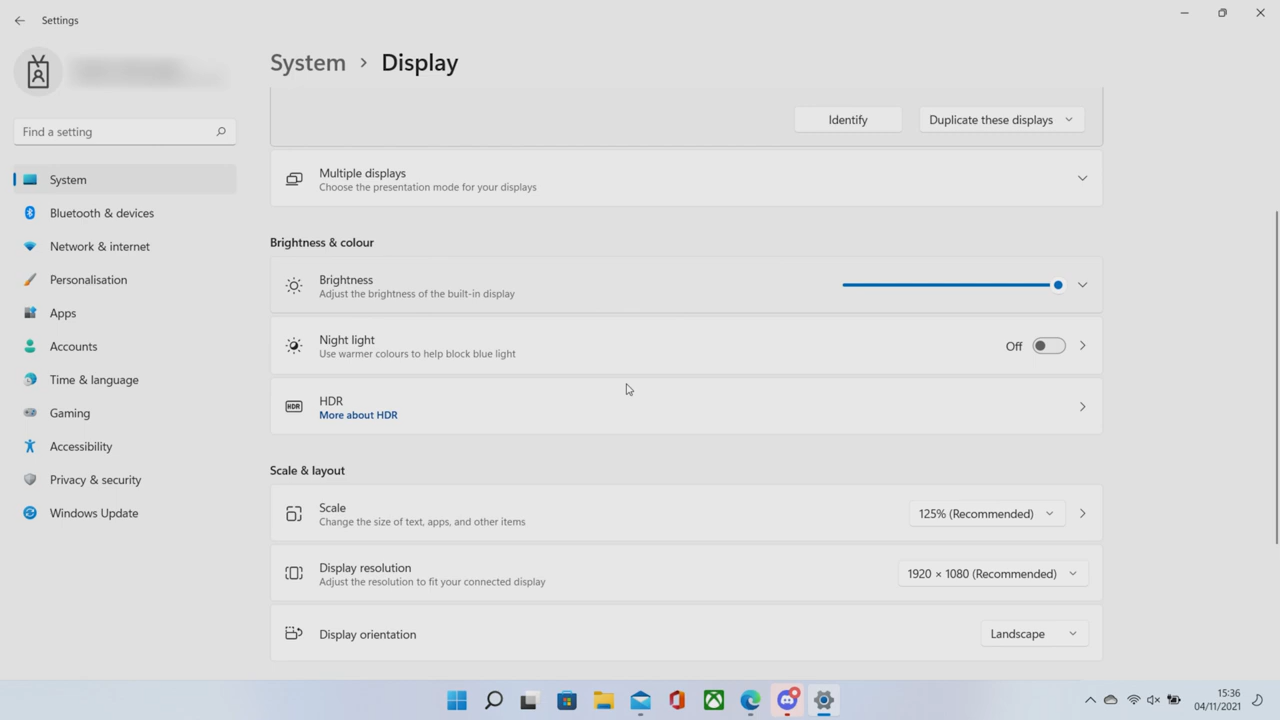 Settings
Find a setting
System
Bluetooth & devices
Network & internet
Personalisation
Apps
Accounts
Time & language
Gaming
Accessibility
Privacy & security
Windows Update
System > Display
Identify
Duplicate these displays
Multiple displays
Choose the presentation mode for your displays
Brightness & colour
Brightness
Adjust the brightness of the built-in display
Night light
Use warmer colours to help block blue light
Off
HDR
HDR
More about HDR
Scale & layout
Scale
Change the size of text, apps, and other items
125% (Recommended)
Display resolution
Adjust the resolution to fit your connected display
1920 × 1080 (Recommended)
Display orientation
Landscape
15:36
04/11/2021